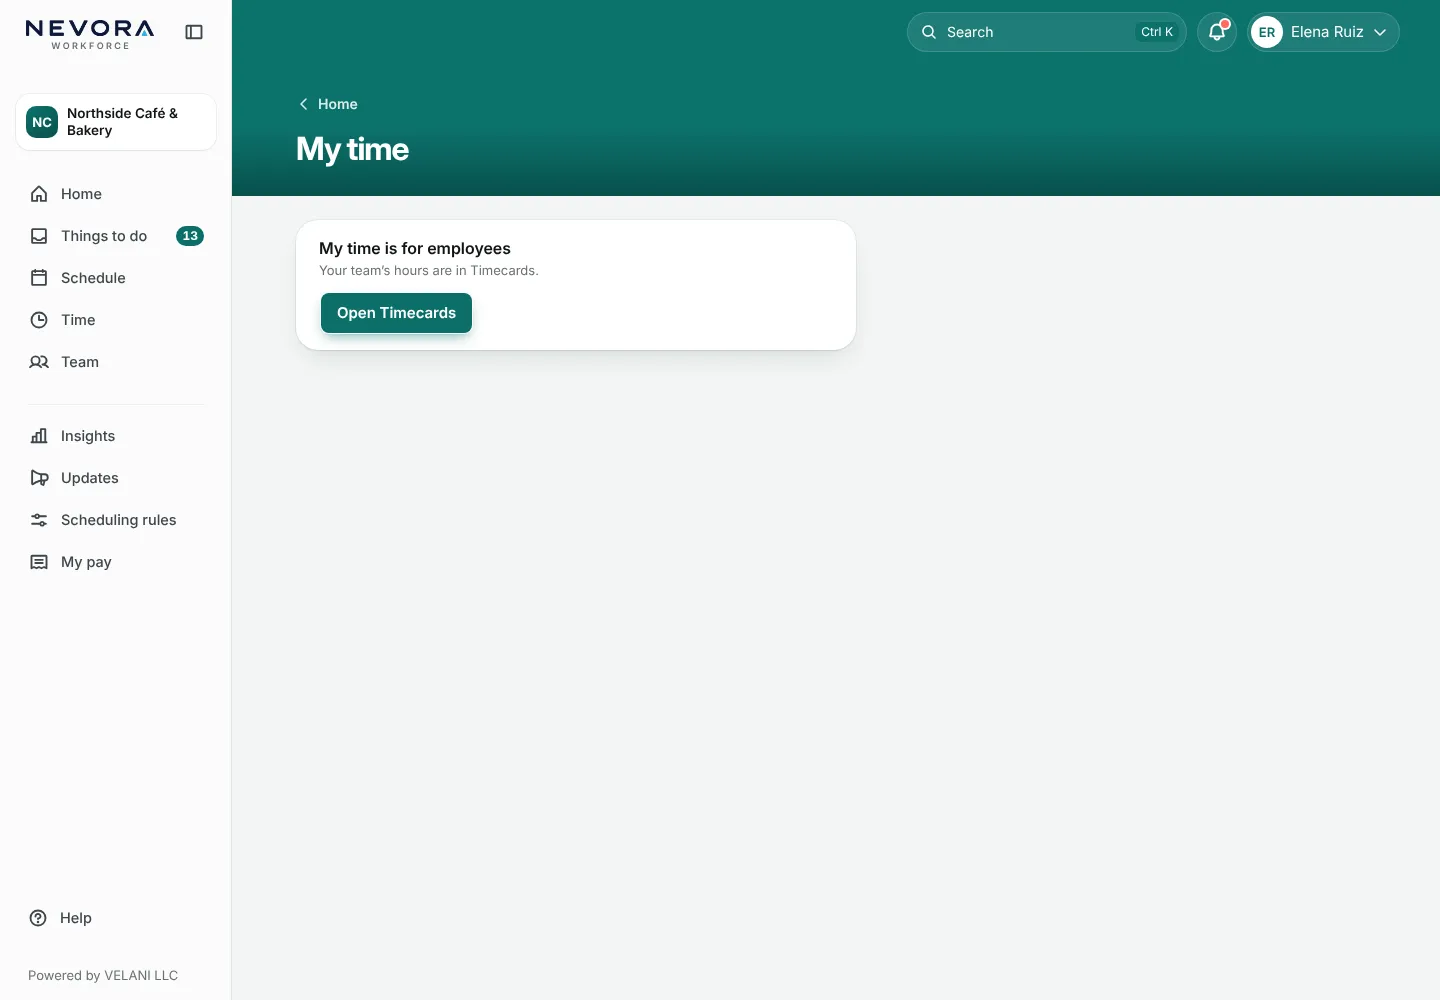 NEVORA
WORKFORCE
Search
Ctrl K
ER
Elena Ruiz
NC
Northside Café &
Bakery
Home
My time
Home
Things to do
13
Schedule
Time
Team
Insights
Updates
Scheduling rules
My pay
My time is for employees
Your team’s hours are in Timecards.
Open Timecards
Help
Powered by VELANI LLC